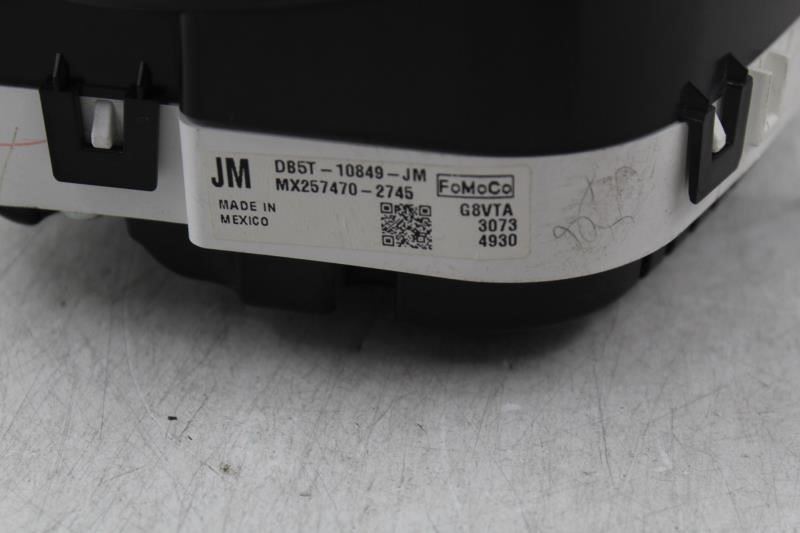 JM
DB5T-10849-JM
MX257470-2745
FoMoCo
MADE IN
MEXICO
G8VTA
3073
4930